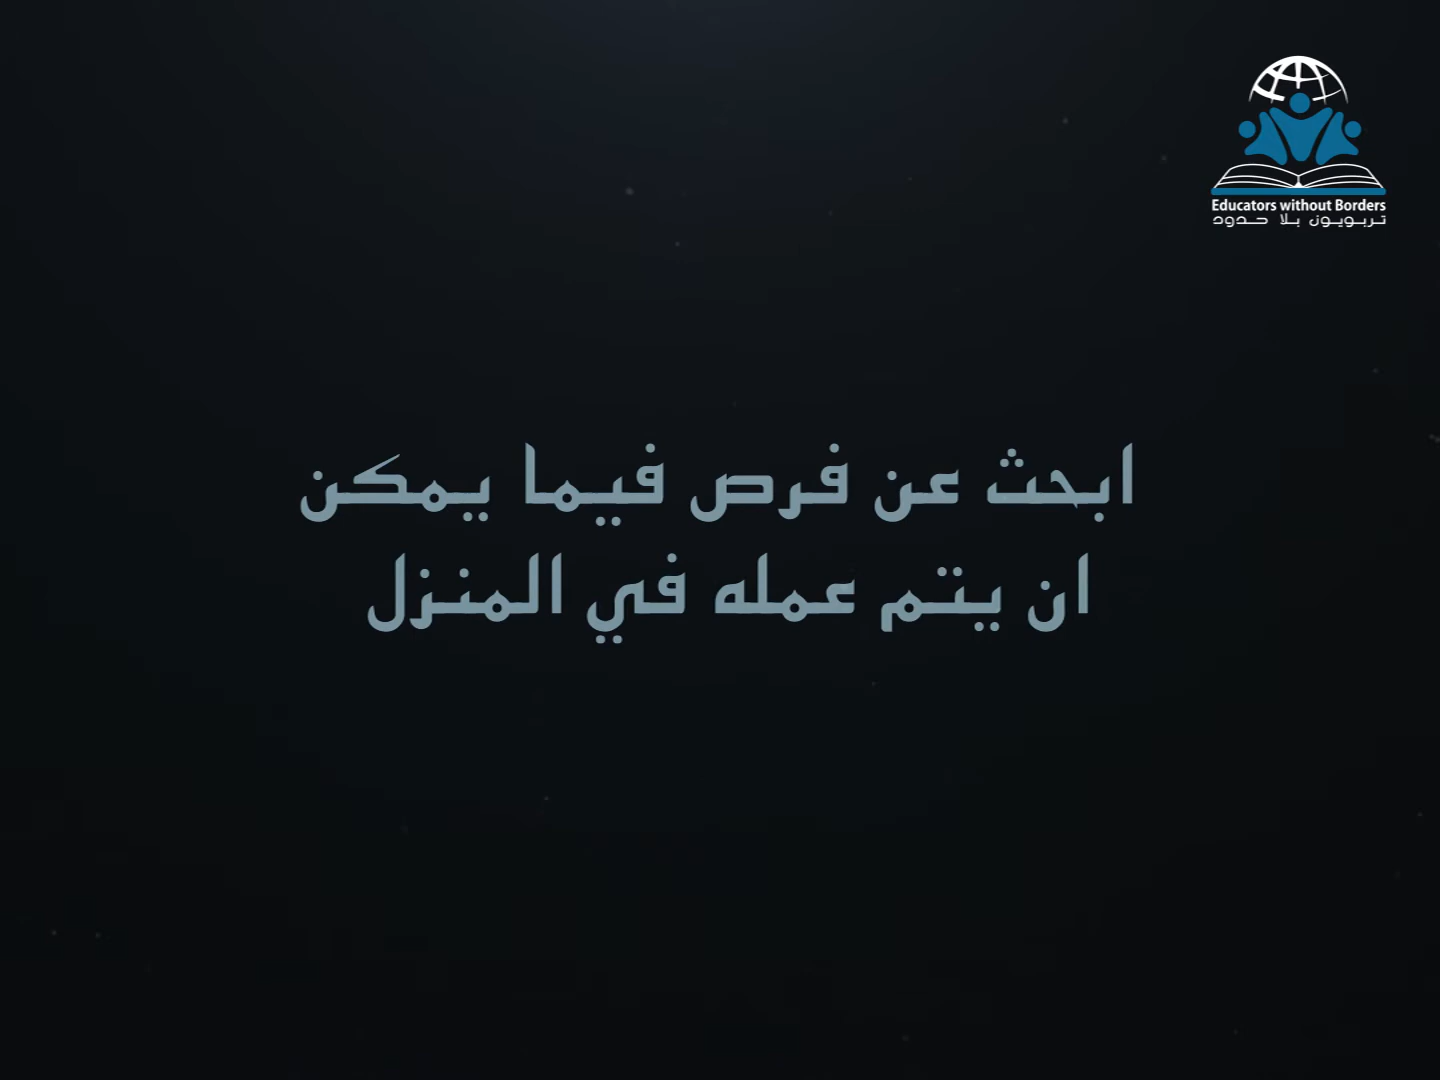 Educators without Borders
تربويون بلا حدود
ابحث عن فرص فيما يمكن
ان يتم عمله في المنزل